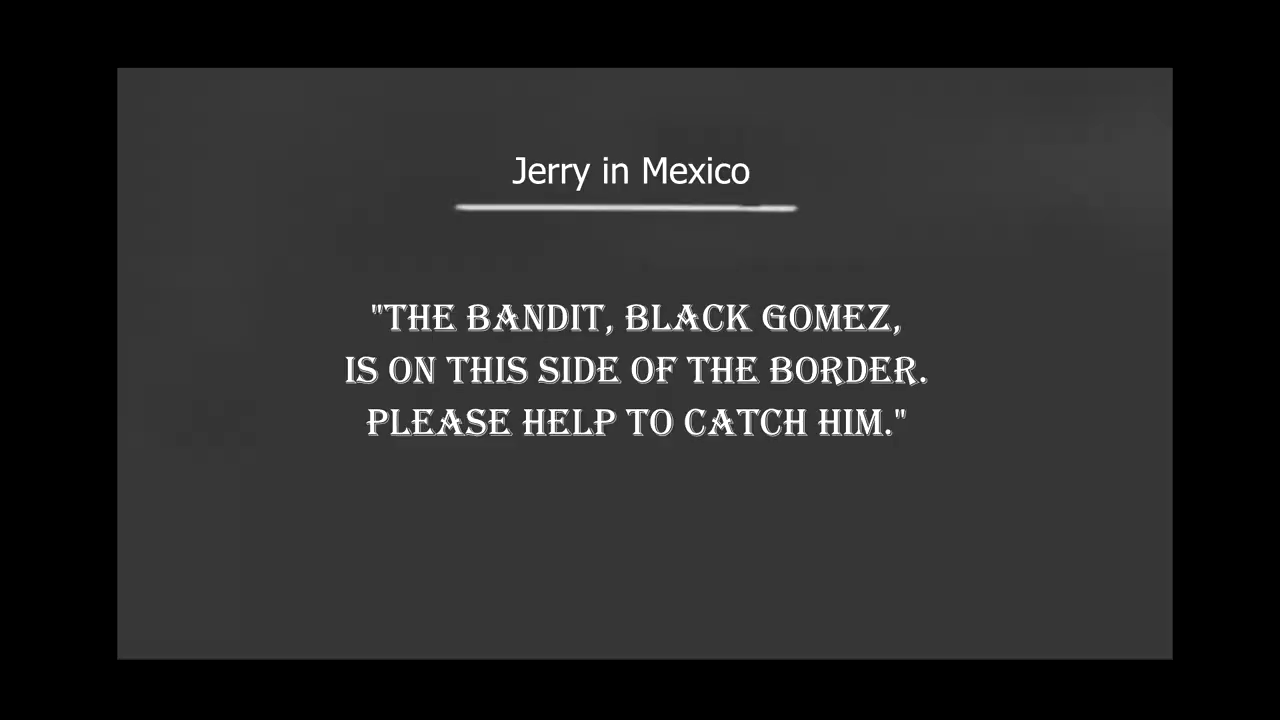 Jerry in Mexico
"THE BANDIT, BLACK GOMEZ,
IS ON THIS SIDE OF THE BORDER.
PLEASE HELP TO CATCH HIM."